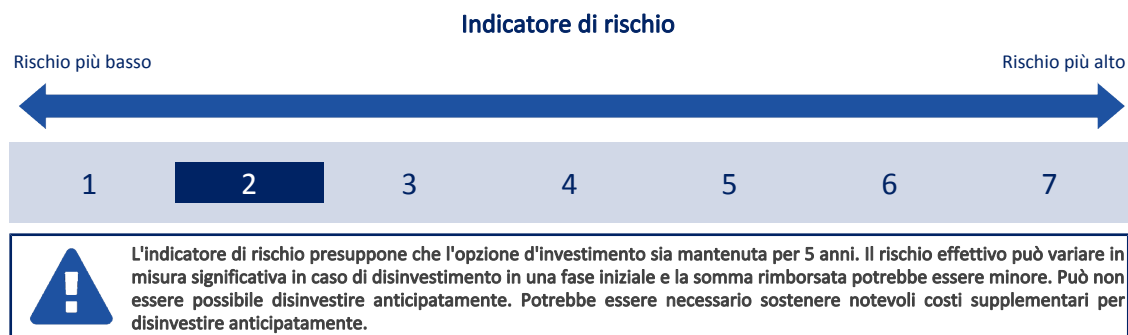 Indicatore di rischio
Rischio più basso
Rischio più alto
1 2 3 4 5 6 7
L'indicatore di rischio presuppone che l'opzione d'investimento sia mantenuta per 5 anni. Il rischio effettivo può variare in
misura significativa in caso di disinvestimento in una fase iniziale e la somma rimborsata potrebbe essere minore. Può non
essere possibile disinvestire anticipatamente. Potrebbe essere necessario sostenere notevoli costi supplementari per
disinvestire anticipatamente.